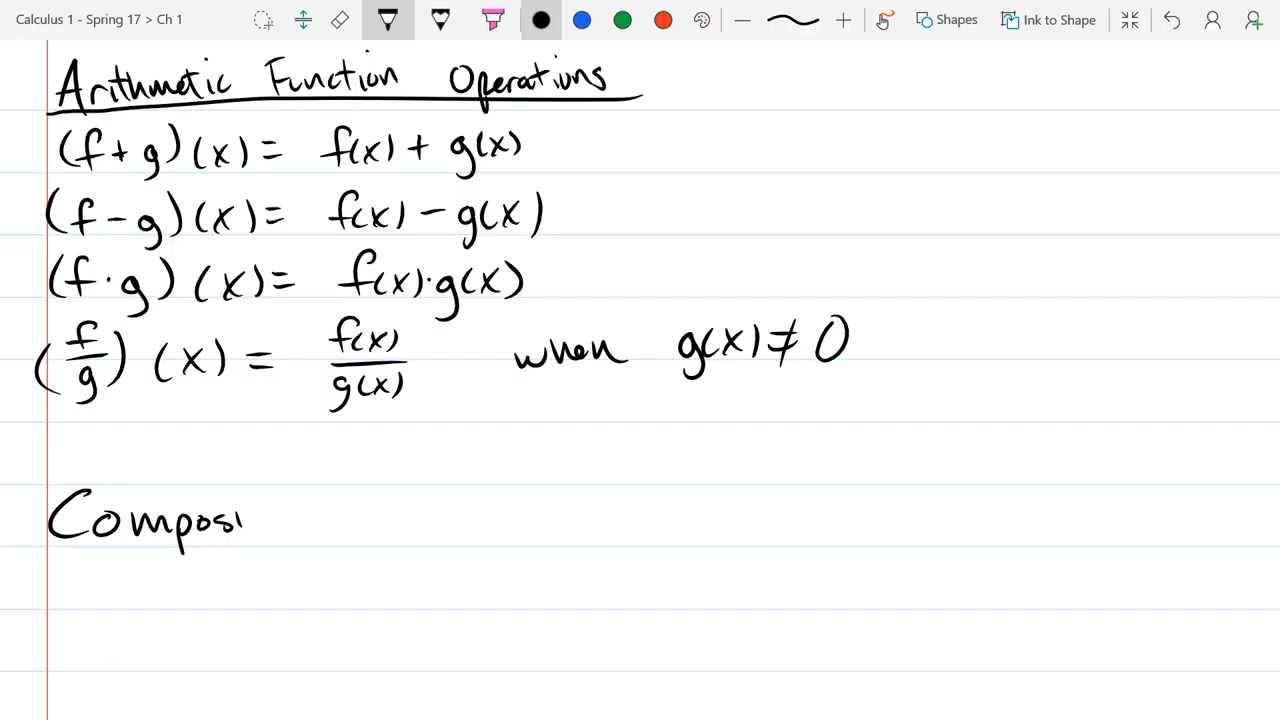 Calculus 1 - Spring 17 > Ch 1
Shapes
Ink to Shape
Arithmetic Function Operations
(f+g)(x) = f(x) + g(x)
(f-g)(x) = f(x) - g(x)
(f·g)(x) = f(x)·g(x)
(f/g)(x) = f(x)/g(x) when g(x) ≠ 0
Composi